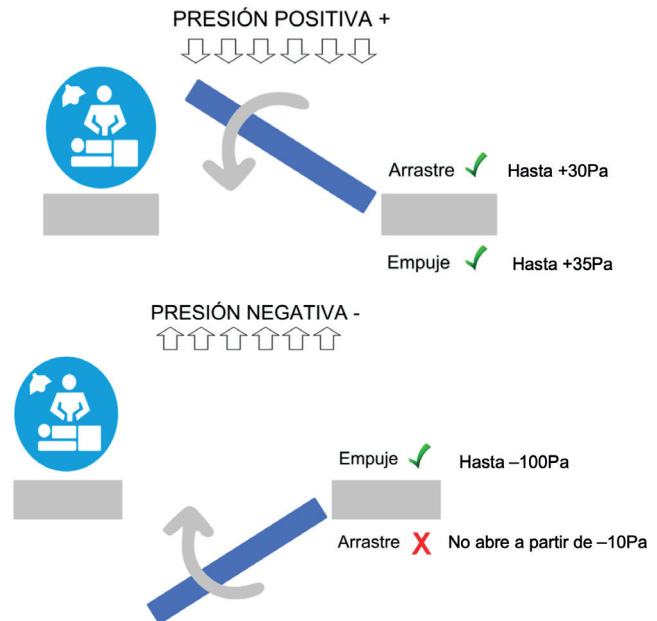 PRESIÓN POSITIVA +
Arrastre Hasta +30Pa
Empuje Hasta +35Pa
PRESIÓN NEGATIVA -
Empuje Hasta –100Pa
Arrastre X No abre a partir de –10Pa